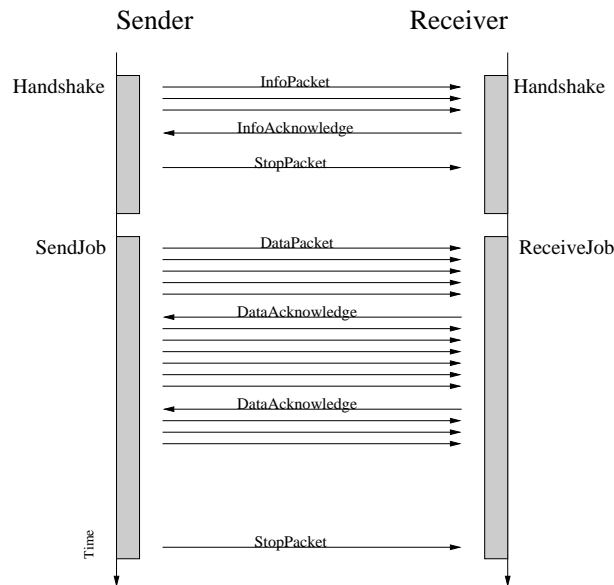 Sender
Receiver
Handshake
InfoPacket
Handshake
InfoAcknowledge
StopPacket
SendJob
DataPacket
ReceiveJob
DataAcknowledge
DataAcknowledge
Time
StopPacket